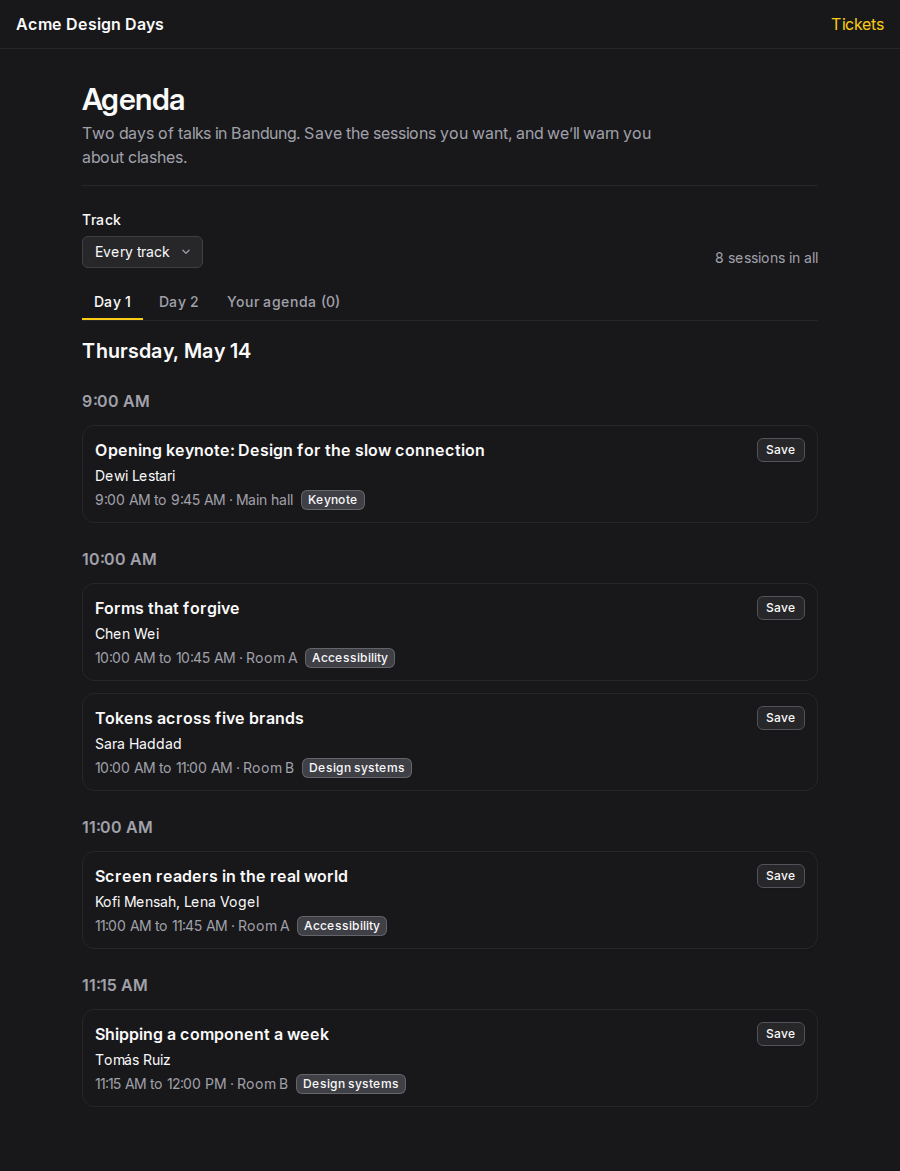 Acme Design Days
Tickets
Agenda
Two days of talks in Bandung. Save the sessions you want, and we'll warn you
about clashes.
Track
Every track
8 sessions in all
Day 1
Day 2
Your agenda (0)
Thursday, May 14
9:00 AM
Opening keynote: Design for the slow connection
Save
Dewi Lestari
9:00 AM to 9:45 AM · Main hall
Keynote
10:00 AM
Forms that forgive
Save
Chen Wei
10:00 AM to 10:45 AM · Room A
Accessibility
Tokens across five brands
Save
Sara Haddad
10:00 AM to 11:00 AM · Room B
Design systems
11:00 AM
Screen readers in the real world
Save
Kofi Mensah, Lena Vogel
11:00 AM to 11:45 AM · Room A
Accessibility
11:15 AM
Shipping a component a week
Save
Tomás Ruiz
11:15 AM to 12:00 PM · Room B
Design systems